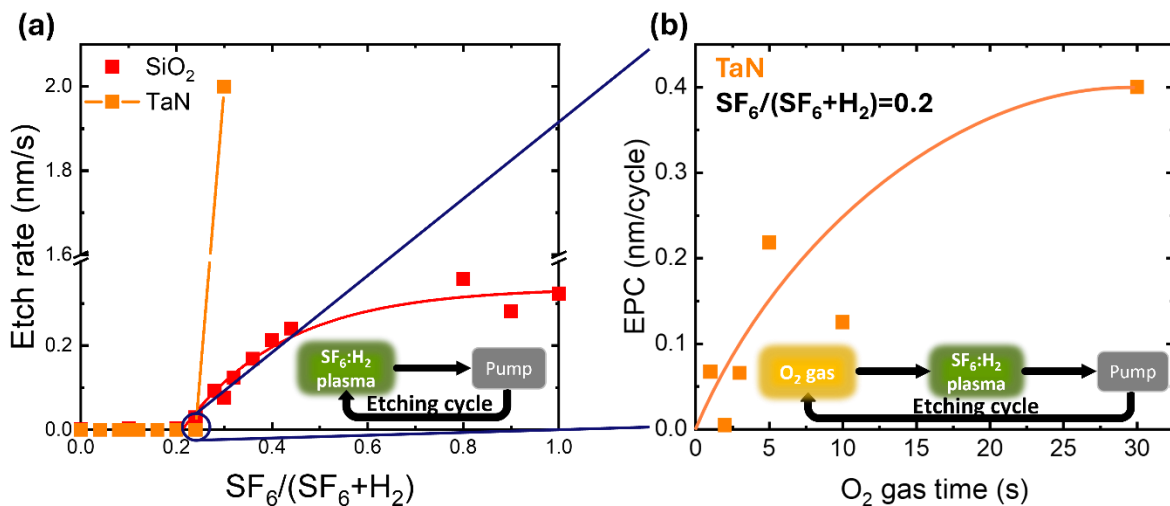 (a)
SiO₂
TaN
Etch rate (nm/s)
2.0
1.8
1.6
0.2
0.0
0.0
0.2
0.4
0.6
0.8
1.0
SF₆/(SF₆+H₂)
SF₆:H₂
plasma
Pump
Etching cycle
(b)
TaN
SF₆/(SF₆+H₂)=0.2
EPC (nm/cycle)
0.4
0.3
0.2
0.1
0.0
0
5
10
15
20
25
30
O₂ gas time (s)
O₂ gas
SF₆:H₂
plasma
Pump
Etching cycle